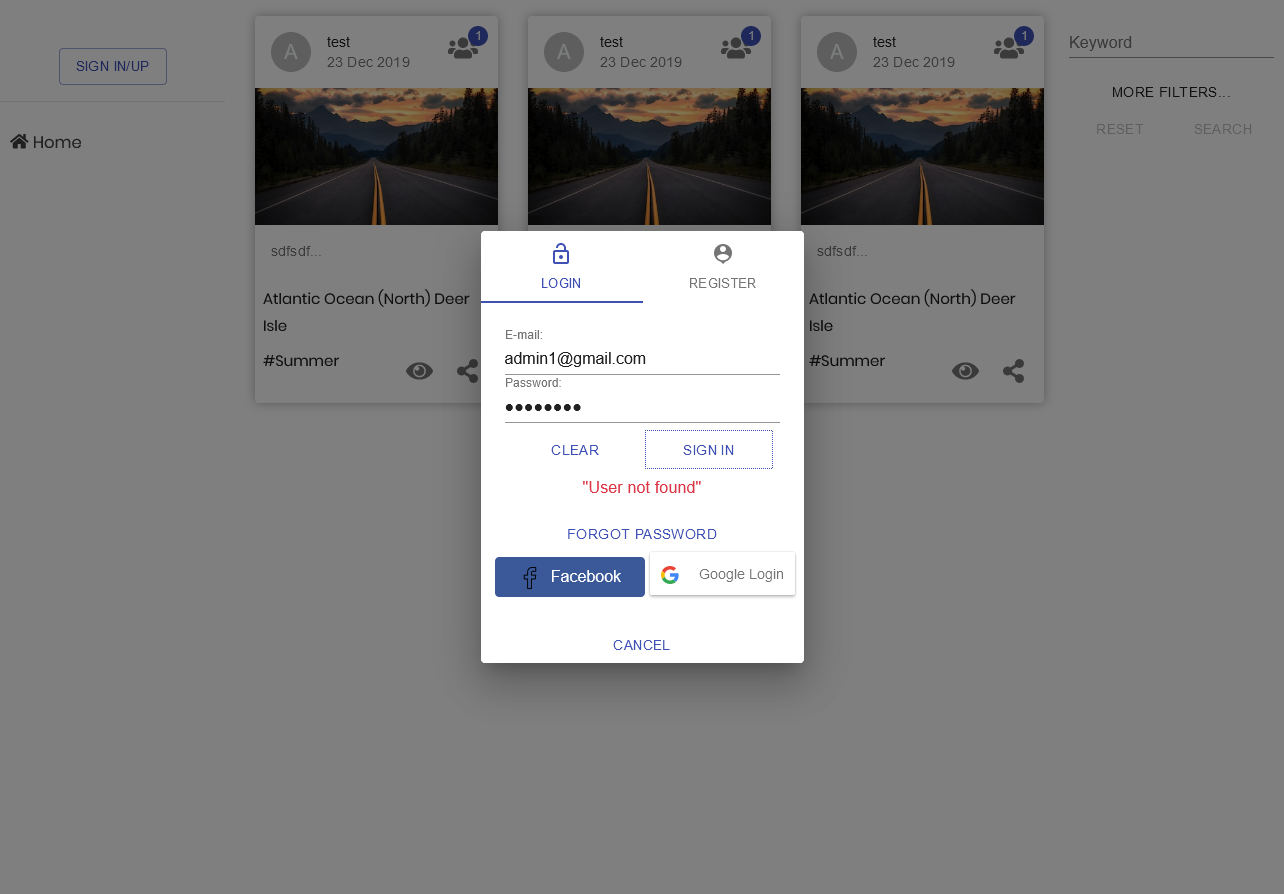 SIGN IN/UP
Home
A
test
23 Dec 2019
1
sdfsdf...
Atlantic Ocean (North) Deer
Isle
#Summer
A
test
23 Dec 2019
1
A
test
23 Dec 2019
1
sdfsdf...
Atlantic Ocean (North) Deer
Isle
#Summer
Keyword
MORE FILTERS...
RESET SEARCH
LOGIN REGISTER
E-mail:
admin1@gmail.com
Password:
••••••••
CLEAR SIGN IN
"User not found"
FORGOT PASSWORD
Facebook Google Login
CANCEL